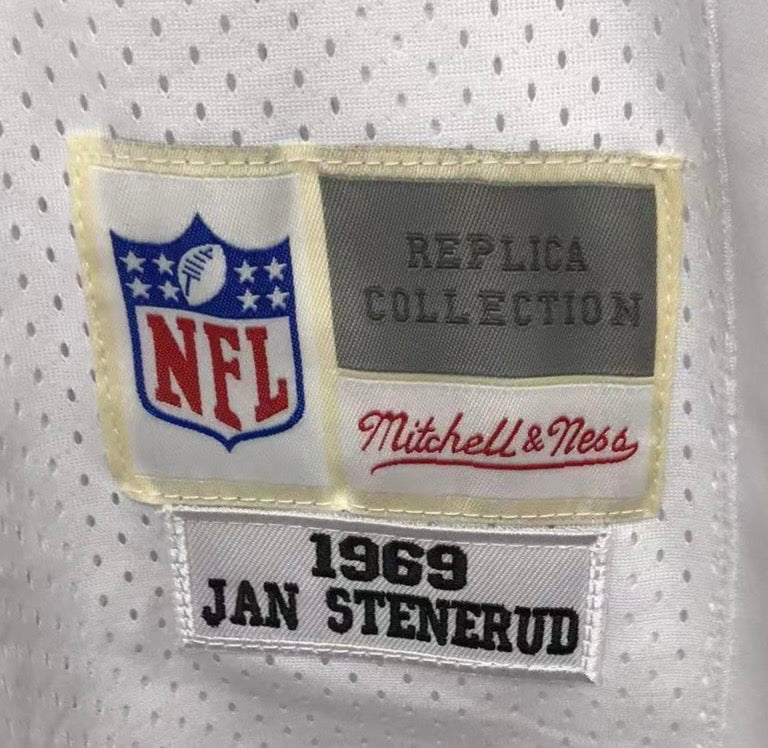 NFL
REPLICA
COLLECTION
Mitchell & Ness
1969
JAN STENERUD